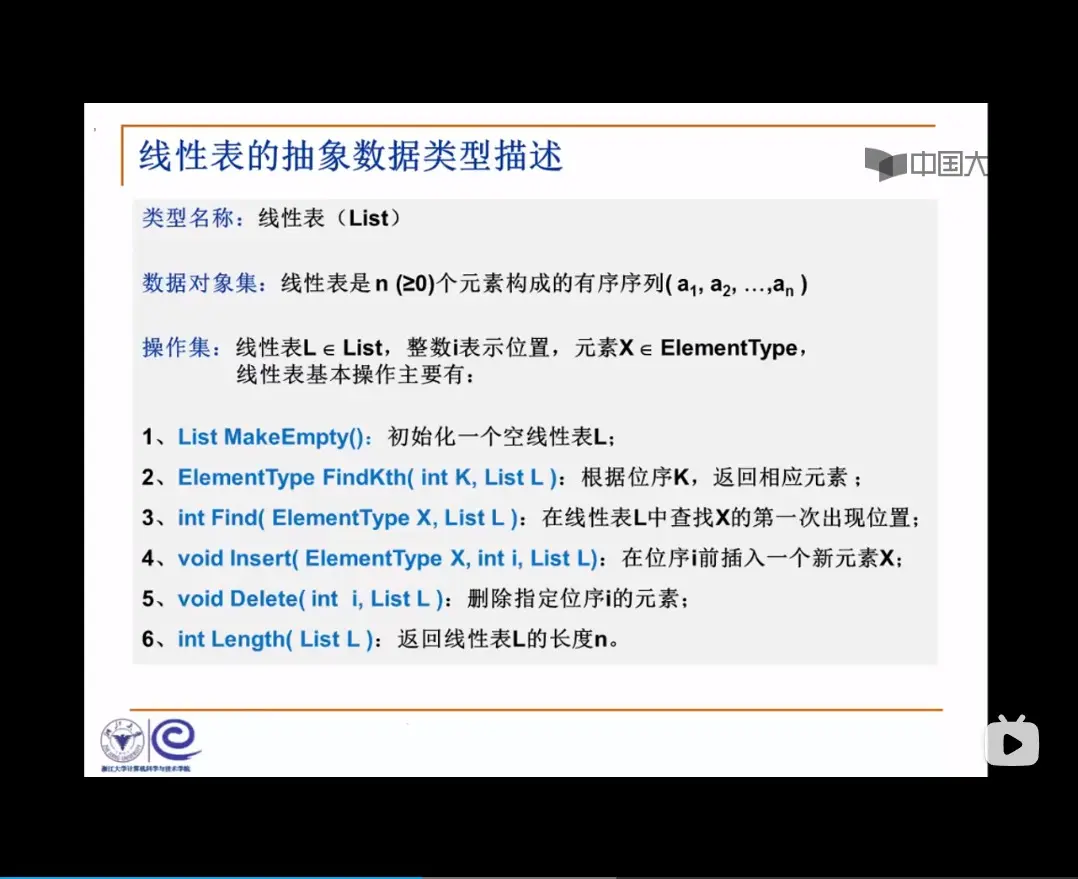 线性表的抽象数据类型描述
中国大
类型名称：线性表（List）
数据对象集：线性表是n (≥0)个元素构成的有序序列( a1, a2, …,an )
操作集：线性表L ∈ List，整数i表示位置，元素X ∈ ElementType，
线性表基本操作主要有：
1、List MakeEmpty()：初始化一个空线性表L；
2、ElementType FindKth( int K, List L )：根据位序K，返回相应元素 ；
3、int Find( ElementType X, List L )：在线性表L中查找X的第一次出现位置；
4、void Insert( ElementType X, int i, List L)：在位序i前插入一个新元素X；
5、void Delete( int i, List L )：删除指定位序i的元素；
6、int Length( List L )：返回线性表L的长度n。
浙江大学计算机科学与技术学院